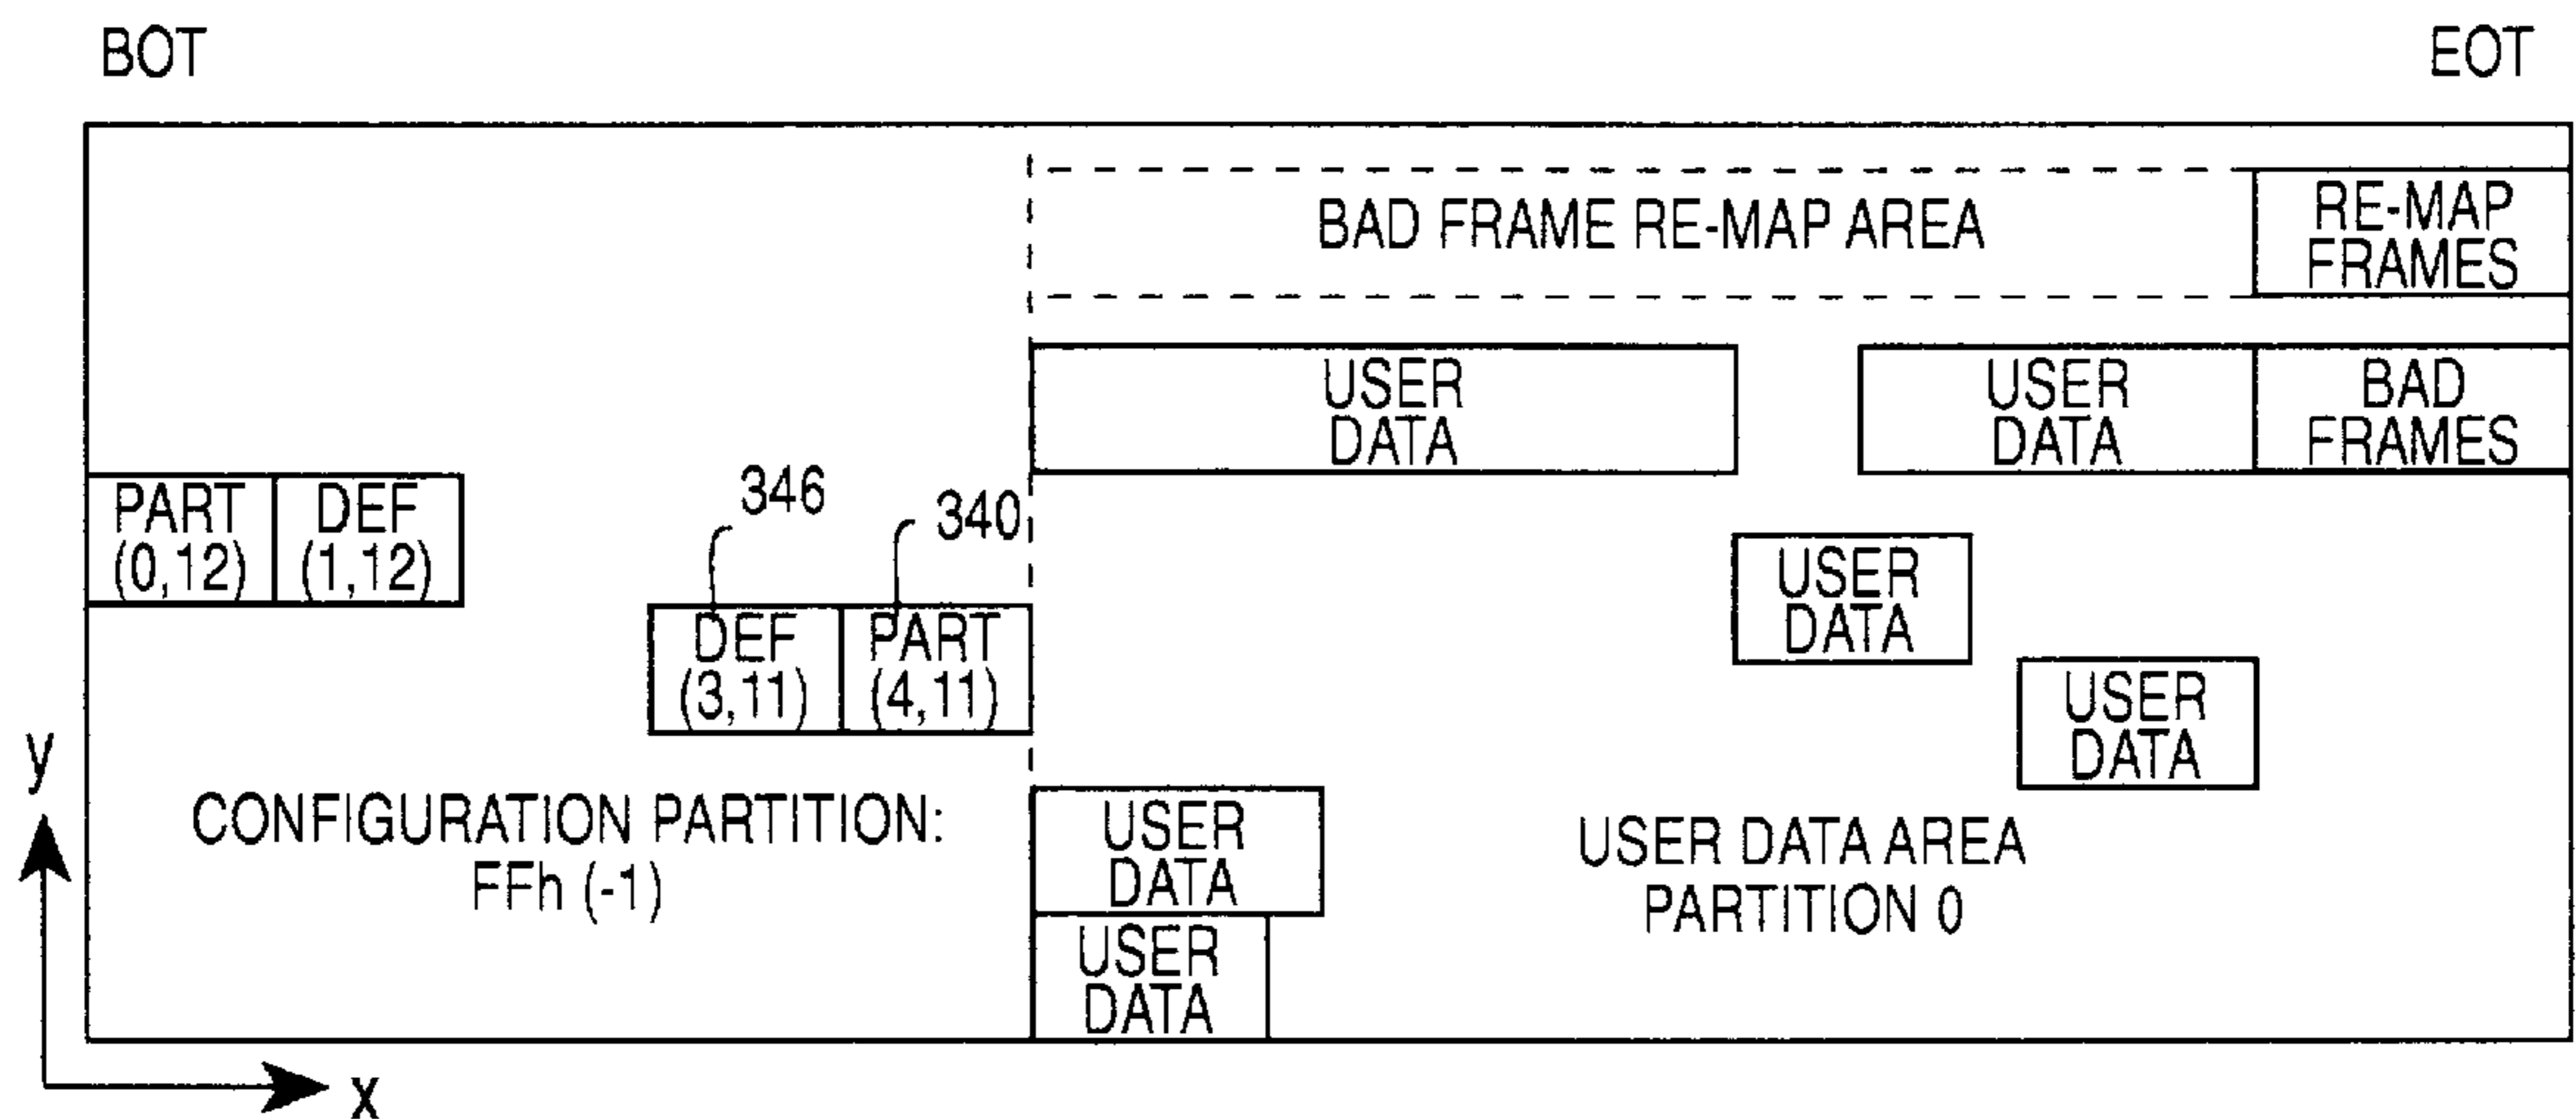 BOT
EOT
BAD FRAME RE-MAP AREA
RE-MAP
FRAMES
USER
DATA
USER
DATA
BAD
FRAMES
PART
(0,12)
DEF
(1,12)
346
340
DEF
(3,11)
PART
(4,11)
USER
DATA
USER
DATA
y
CONFIGURATION PARTITION:
FFh (-1)
USER
DATA
USER DATA AREA
PARTITION 0
USER
DATA
x